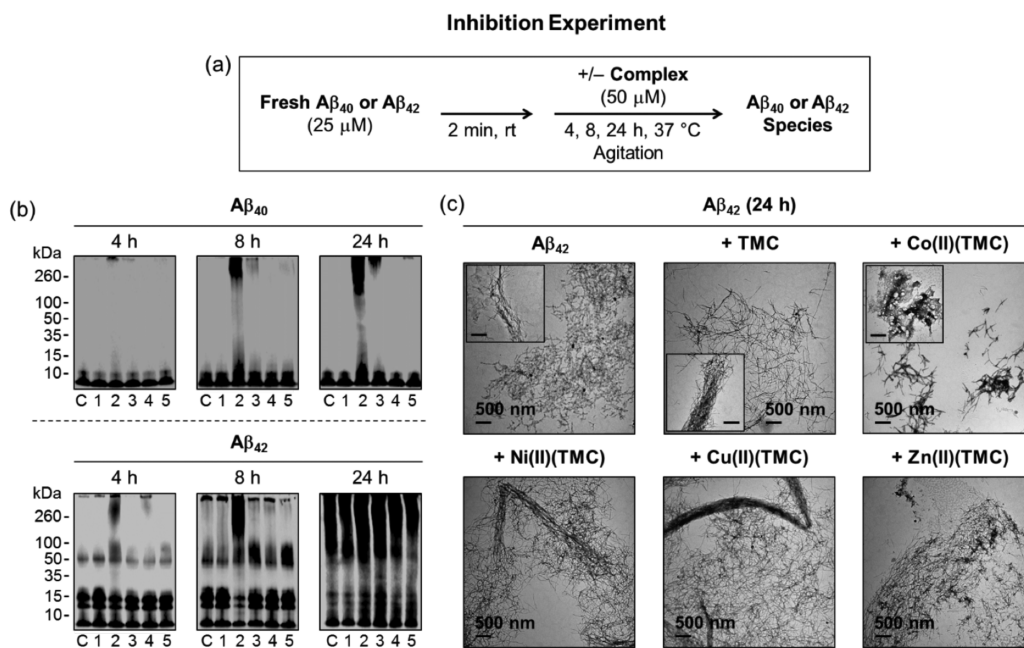 Inhibition Experiment
(a)
Fresh Aβ40 or Aβ42
(25 μM)
2 min, rt
+/– Complex
(50 μM)
4, 8, 24 h, 37 °C
Agitation
Aβ40 or Aβ42
Species
(b)
Aβ40
4 h 8 h 24 h
kDa
260-
100-
50-
35-
15-
10-
C 1 2 3 4 5 C 1 2 3 4 5 C 1 2 3 4 5
Aβ42
4 h 8 h 24 h
kDa
260-
100-
50-
35-
15-
10-
C 1 2 3 4 5 C 1 2 3 4 5 C 1 2 3 4 5
(c)
Aβ42 (24 h)
Aβ42 + TMC + Co(II)(TMC)
500 nm 500 nm 500 nm
+ Ni(II)(TMC) + Cu(II)(TMC) + Zn(II)(TMC)
500 nm 500 nm 500 nm